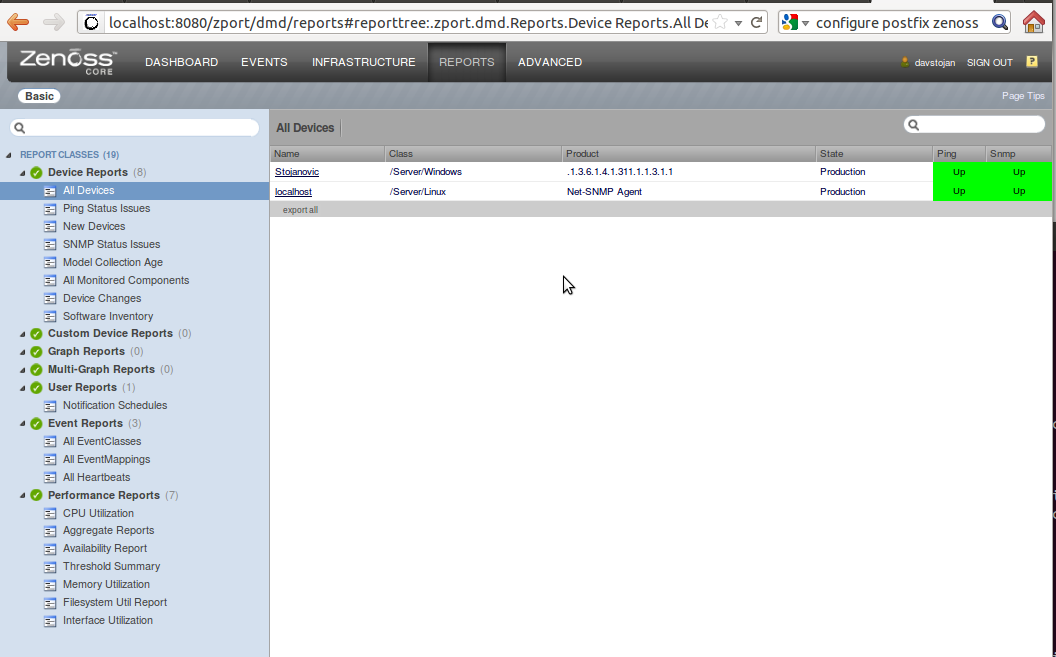 localhost:8080/zport/dmd/reports#reporttree:.zport.dmd.Reports.Device Reports.All De
configure postfix zenoss
Zenoss™
CORE
DASHBOARD EVENTS INFRASTRUCTURE REPORTS ADVANCED
davstojan SIGN OUT ?
Basic
Page Tips
REPORT CLASSES (19)
Device Reports (8)
All Devices
Ping Status Issues
New Devices
SNMP Status Issues
Model Collection Age
All Monitored Components
Device Changes
Software Inventory
Custom Device Reports (0)
Graph Reports (0)
Multi-Graph Reports (0)
User Reports (1)
Notification Schedules
Event Reports (3)
All EventClasses
All EventMappings
All Heartbeats
Performance Reports (7)
CPU Utilization
Aggregate Reports
Availability Report
Threshold Summary
Memory Utilization
Filesystem Util Report
Interface Utilization
All Devices
Name Class Product State Ping Snmp
Stojanovic /Server/Windows .1.3.6.1.4.1.311.1.1.3.1.1 Production Up Up
localhost /Server/Linux Net-SNMP Agent Production Up Up
export all